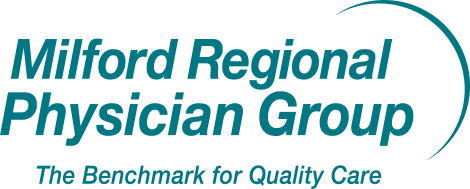 Milford Regional
Physician Group
The Benchmark for Quality Care